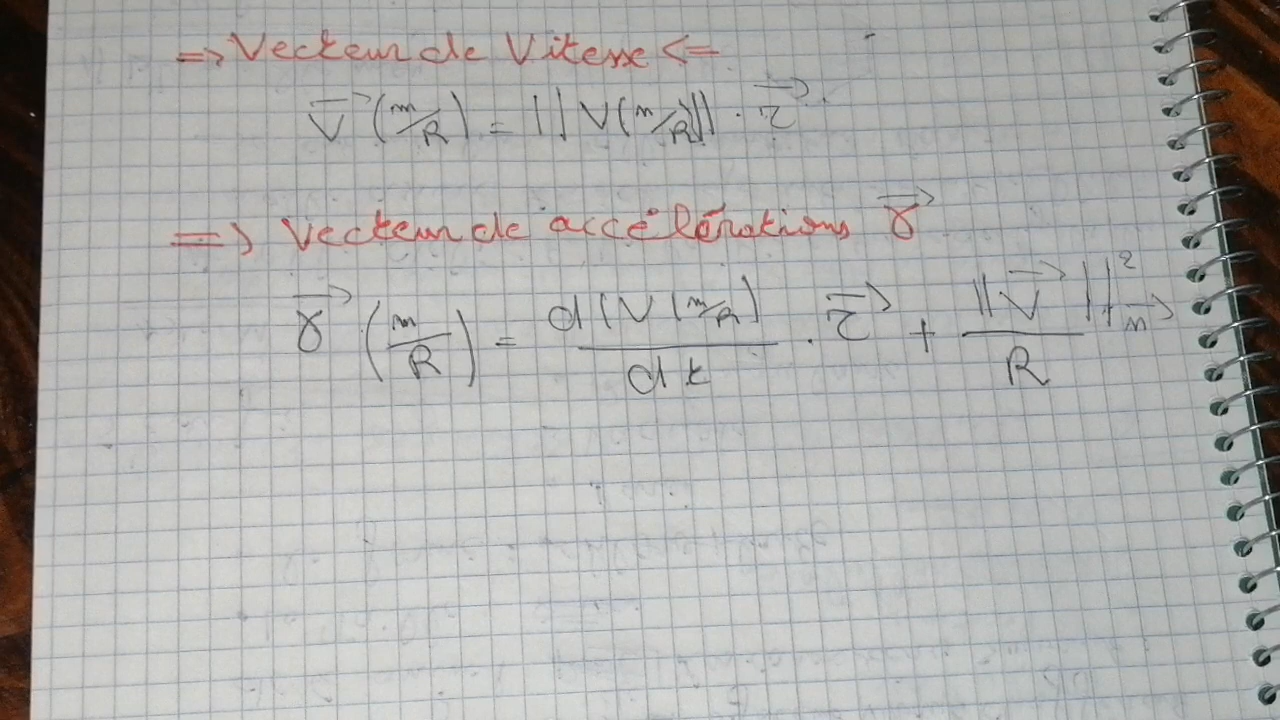 => Vecteur de Vitesse <=
V⃗ (m/R) = || V(m/R) || . τ⃗
=> Vecteur de accélérations γ⃗
γ⃗ (m/R) = d(V(m/R)) / dt . τ⃗ + ||V⃗||² / R n⃗